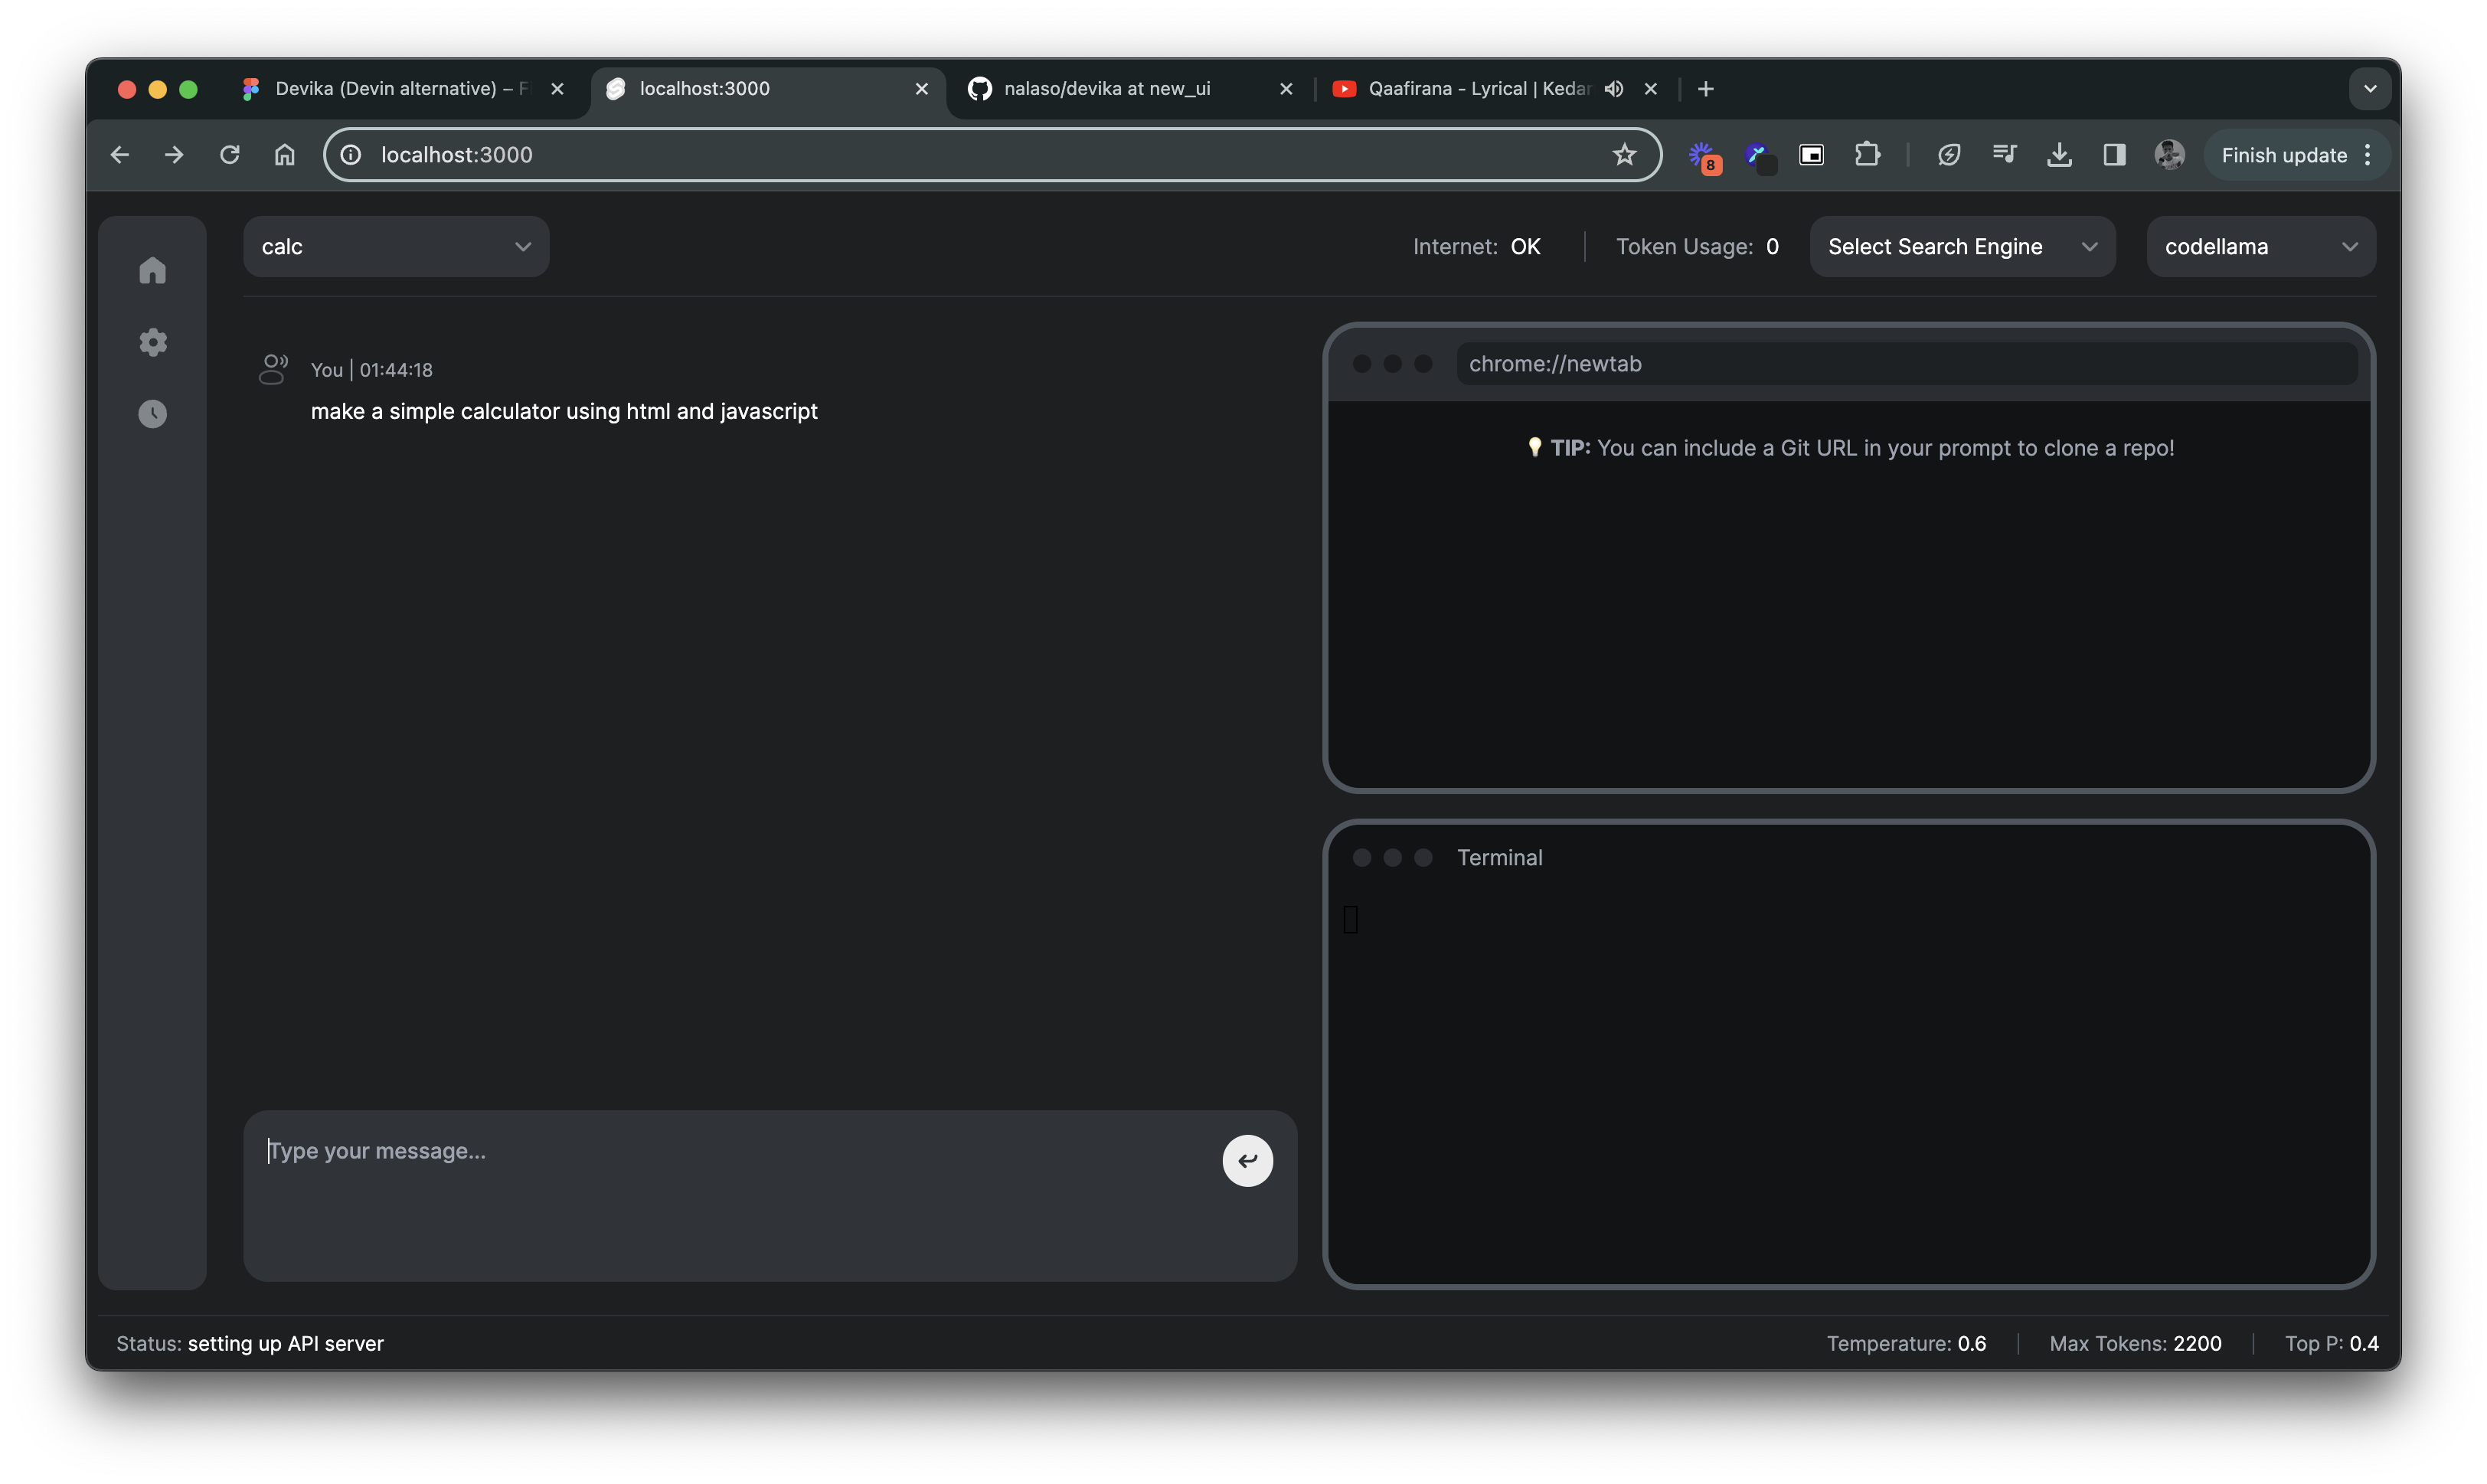 Devika (Devin alternative) – F
localhost:3000
nalaso/devika at new_ui
Qaafirana - Lyrical | Kedar
localhost:3000
8
Finish update
calc
Internet: OK
Token Usage: 0
Select Search Engine
codellama
You | 01:44:18
make a simple calculator using html and javascript
chrome://newtab
TIP: You can include a Git URL in your prompt to clone a repo!
Terminal
Type your message...
Status: setting up API server
Temperature: 0.6
Max Tokens: 2200
Top P: 0.4